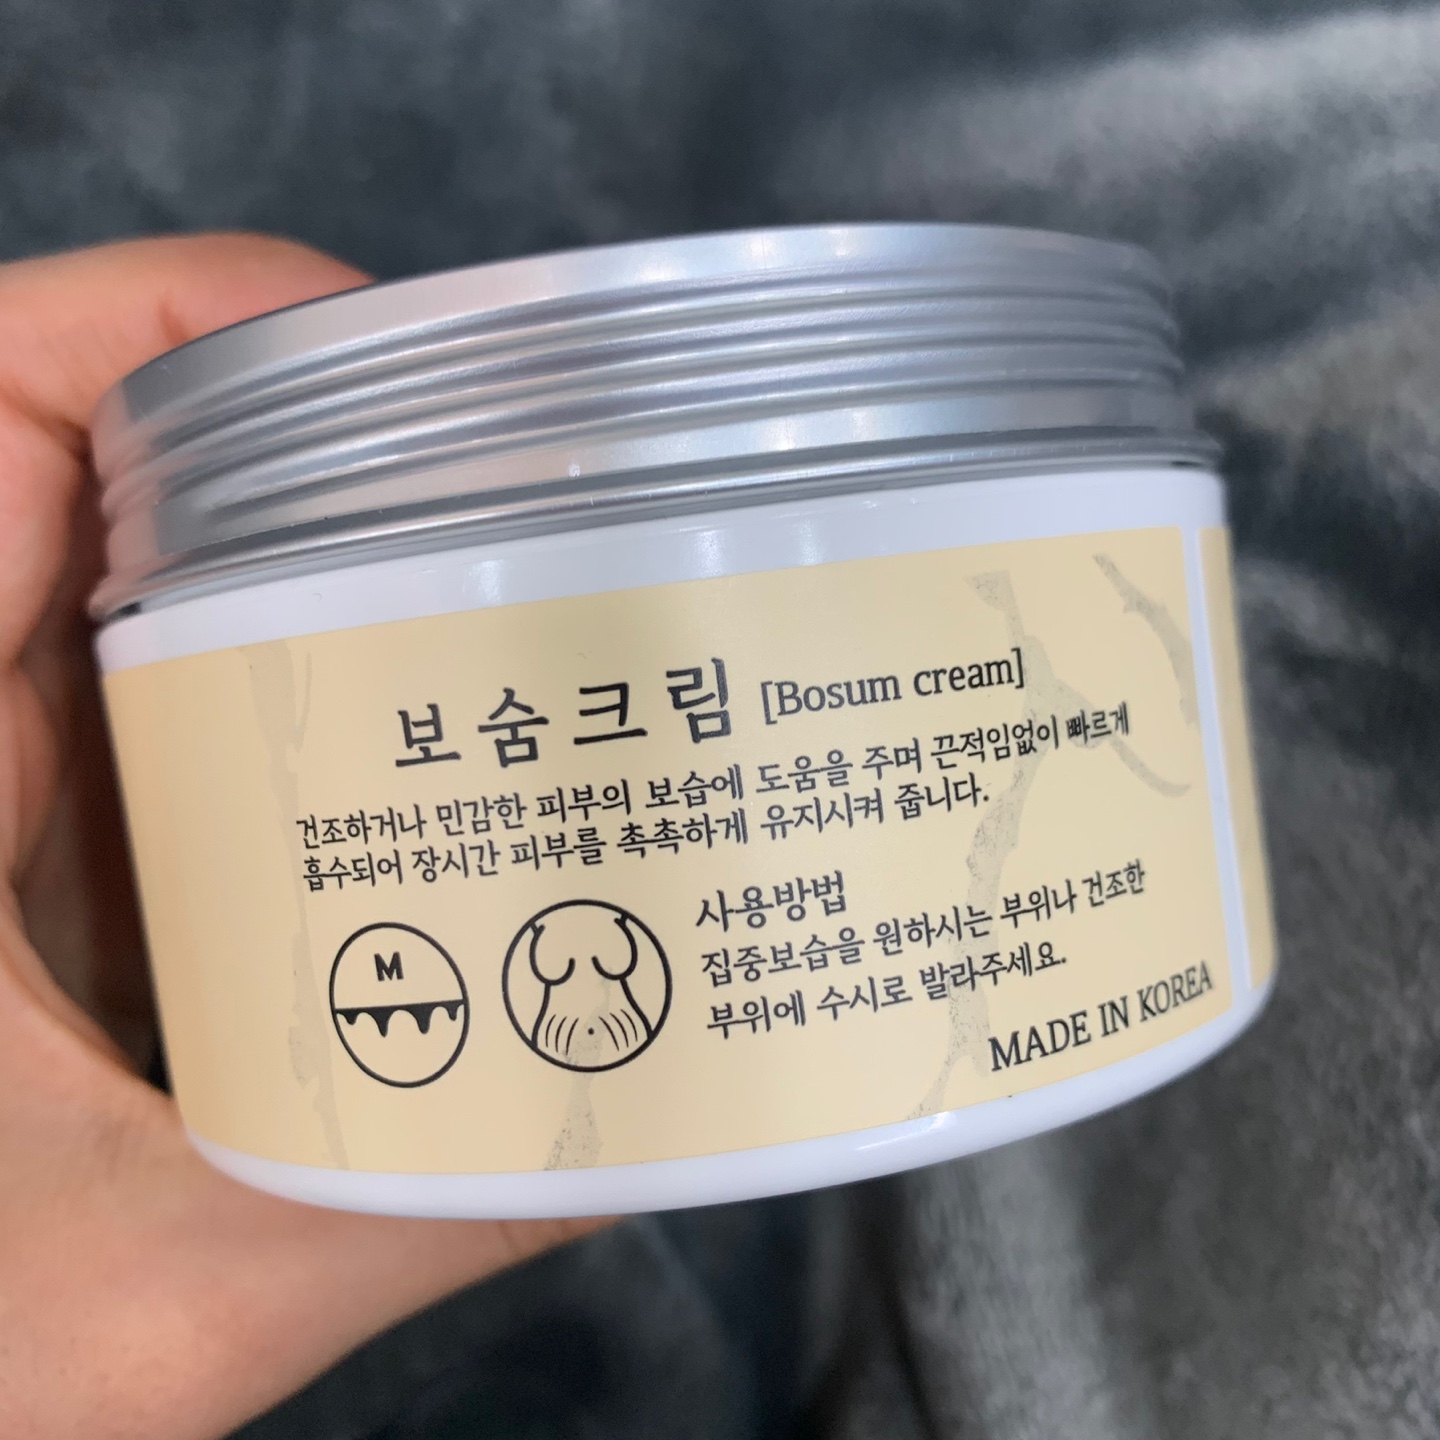 보숨크림 [Bosum cream]
건조하거나 민감한 피부의 보습에 도움을 주며 끈적임없이 빠르게
흡수되어 장시간 피부를 촉촉하게 유지시켜 줍니다.
M
사용방법
집중보습을 원하시는 부위나 건조한
부위에 수시로 발라주세요.
MADE IN KOREA